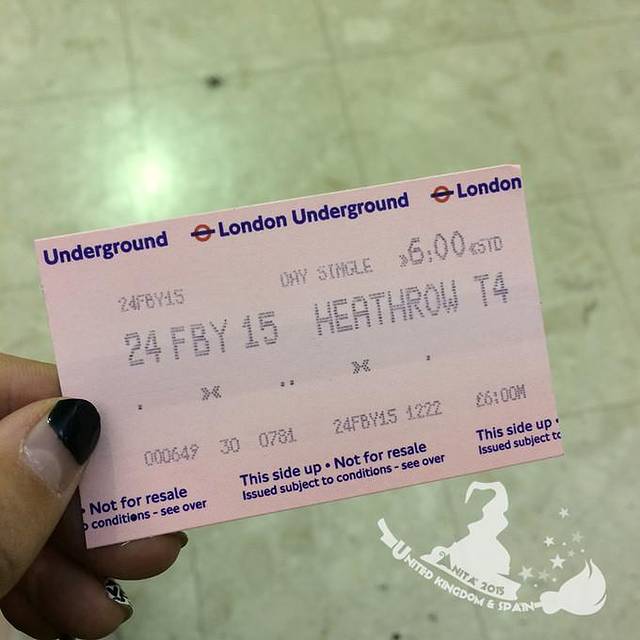 Underground London Underground London
24FBY15 DAY SINGLE 6.00 STD
24 FBY 15 HEATHROW T4
000649 30 0781 24FBY15 1222 £6:00M
Not for resale This side up • Not for resale This side up •
conditions - see over Issued subject to conditions - see over Issued subject to
ANITA 2015
UNITED KINGDOM & SPAIN